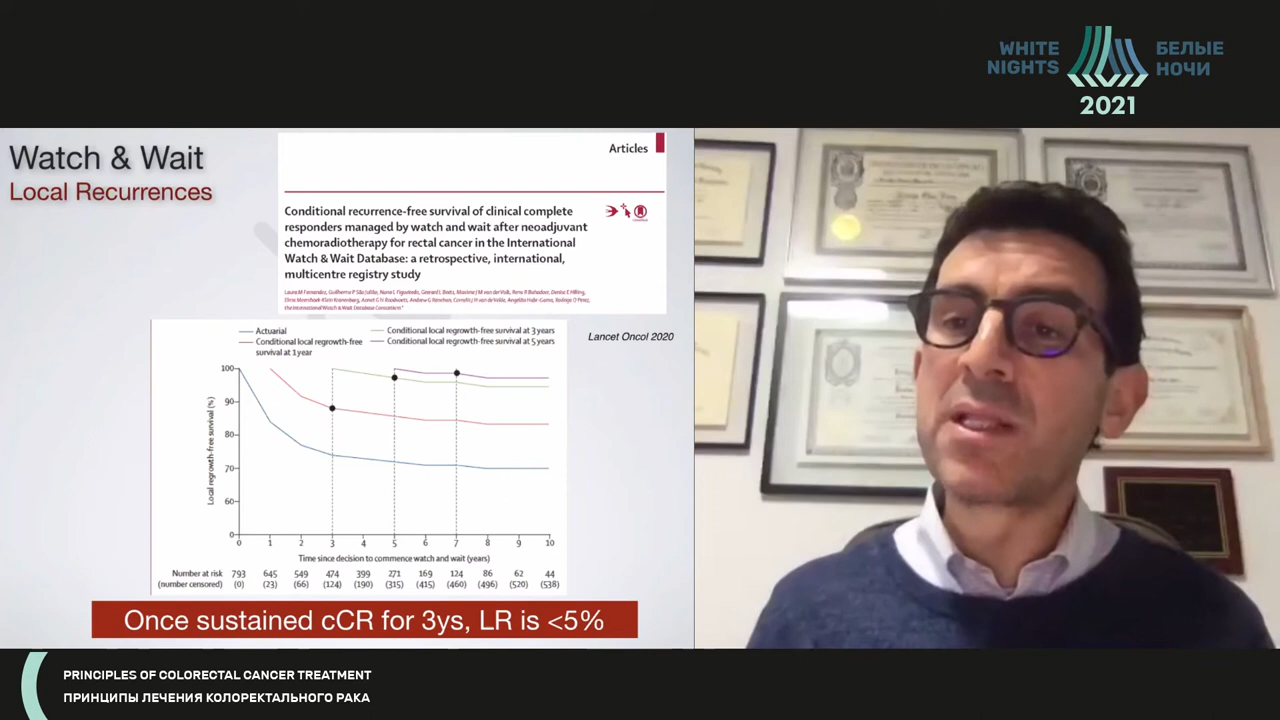 WHITE NIGHTS
БЕЛЫЕ НОЧИ
2021
Watch & Wait
Local Recurrences
Articles
Conditional recurrence-free survival of clinical complete
responders managed by watch and wait after neoadjuvant
chemoradiotherapy for rectal cancer in the International
Watch & Wait Database: a retrospective, international,
multicentre registry study
the International Watch & Wait Database Consortium*
Lancet Oncol 2020
Actuarial
Conditional local regrowth-free
survival at 1 year
Conditional local regrowth-free survival at 3 years
Conditional local regrowth-free survival at 5 years
Local regrowth-free survival (%)
100
90
80
70
60
0
0 1 2 3 4 5 6 7 8 9 10
Time since decision to commence watch and wait (years)
Number at risk 793 645 549 474 399 271 169 124 86 62 44
(number censored) (0) (23) (66) (124) (190) (315) (415) (460) (496) (520) (538)
Once sustained cCR for 3ys, LR is <5%
PRINCIPLES OF COLORECTAL CANCER TREATMENT
ПРИНЦИПЫ ЛЕЧЕНИЯ КОЛОРЕКТАЛЬНОГО РАКА